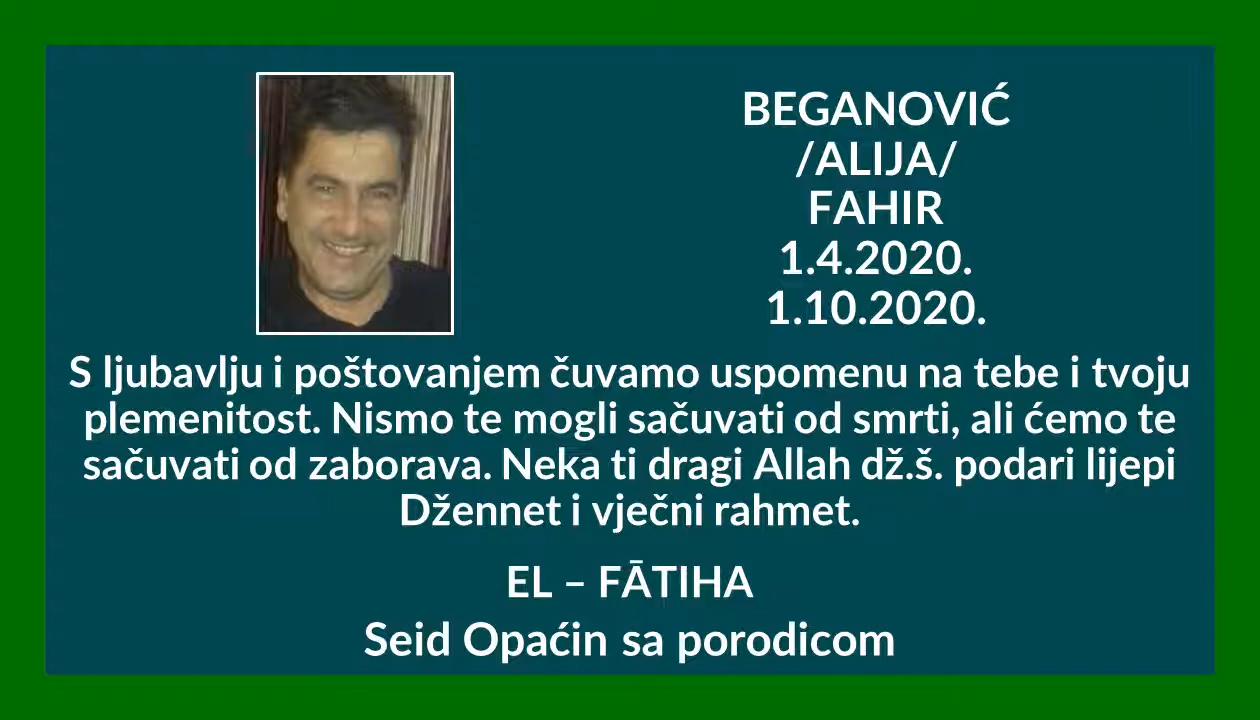 BEGANOVIĆ
/ALIJA/
FAHIR
1.4.2020.
1.10.2020.
S ljubavlju i poštovanjem čuvamo uspomenu na tebe i tvoju
plemenitost. Nismo te mogli sačuvati od smrti, ali ćemo te
sačuvati od zaborava. Neka ti dragi Allah dž.š. podari lijepi
Džennet i vječni rahmet.
EL – FĀTIHA
Seid Opaćin sa porodicom